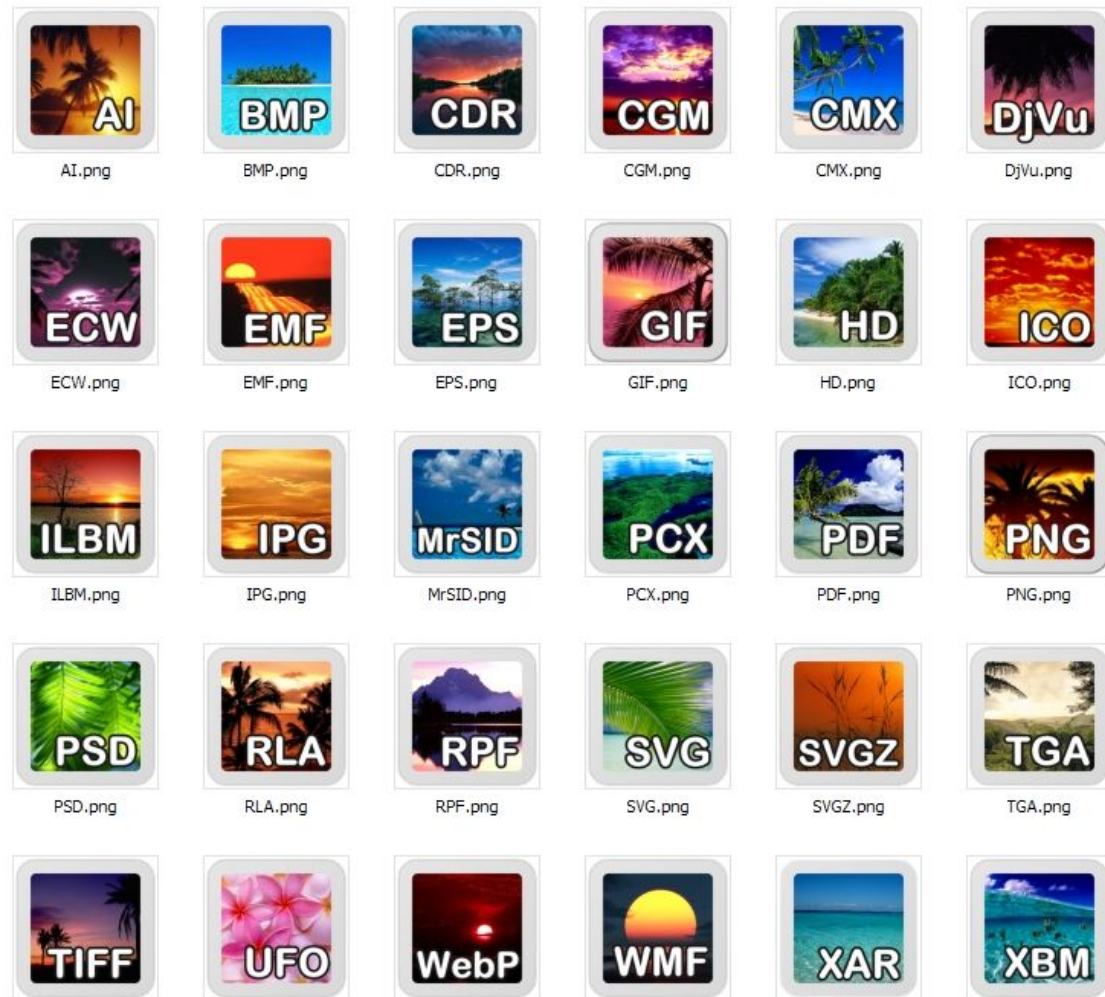 AI BMP CDR CGM CMX DjVu
AI.png BMP.png CDR.png CGM.png CMX.png DjVu.png
ECW EMF EPS GIF HD ICO
ECW.png EMF.png EPS.png GIF.png HD.png ICO.png
ILBM IPG MrSID PCX PDF PNG
ILBM.png IPG.png MrSID.png PCX.png PDF.png PNG.png
PSD RLA RPF SVG SVGZ TGA
PSD.png RLA.png RPF.png SVG.png SVGZ.png TGA.png
TIFF UFO WebP WMF XAR XBM